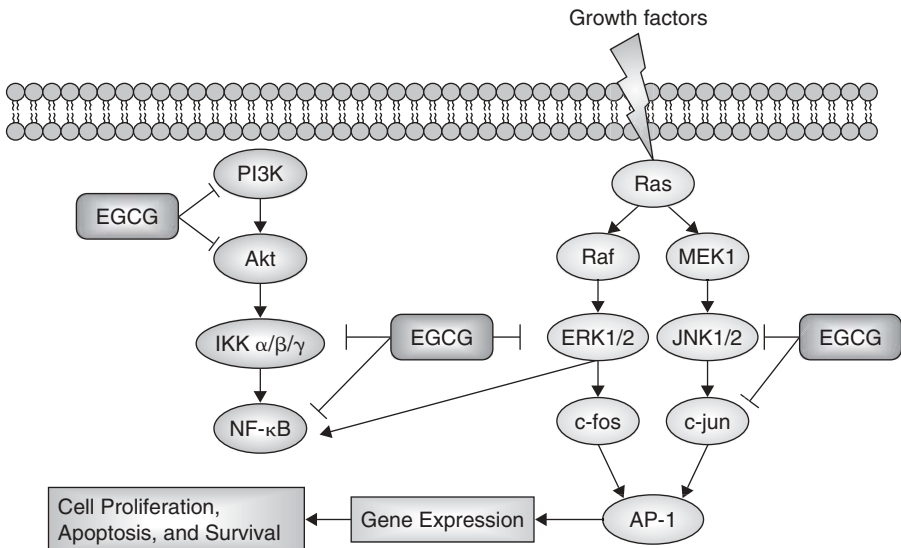 Growth factors
PI3K
Ras
EGCG
Akt
Raf
MEK1
IKK α/β/γ
EGCG
ERK1/2
JNK1/2
EGCG
NF-κB
c-fos
c-jun
Cell Proliferation,
Apoptosis, and Survival
Gene Expression
AP-1